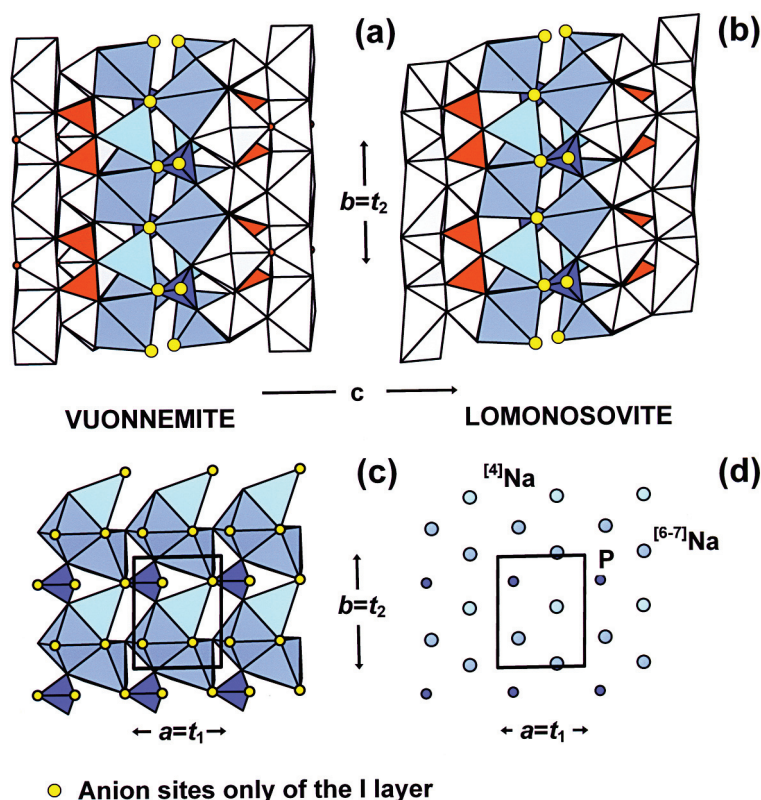 (a)
(b)
b=t₂
c
VUONNEMITE
LOMONOSOVITE
(c)
(d)
[4]Na
[6-7]Na
P
b=t₂
a=t₁
a=t₁
Anion sites only of the I layer